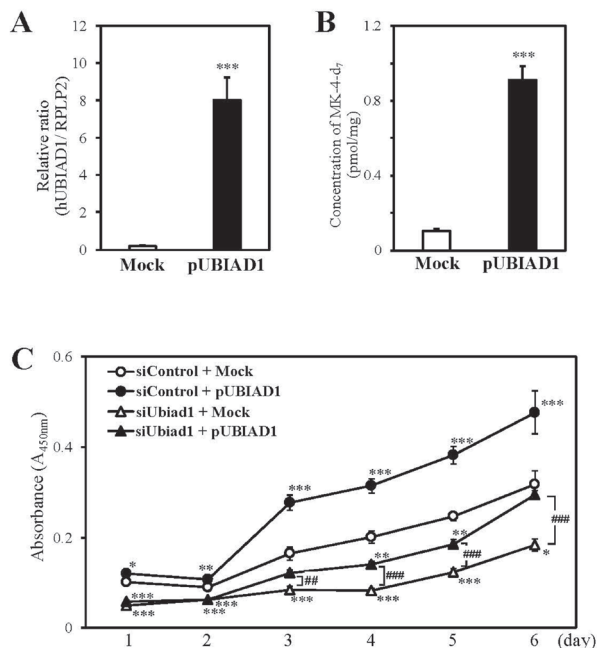 A
Relative ratio
(hUBIAD1/ RPLP2)
12
10
8
6
4
2
0
***
Mock
pUBIAD1
B
Concentration of MK-4-d7
(pmol/mg)
1.2
0.8
0.4
0
***
Mock
pUBIAD1
C
Absorbance (A450nm)
0.6
0.4
0.2
0
siControl + Mock
siControl + pUBIAD1
siUbiad1 + Mock
siUbiad1 + pUBIAD1
*
***
***
**
***
***
***
##
***
***
**
###
***
***
**
###
***
***
###
*
1 2 3 4 5 6 (day)